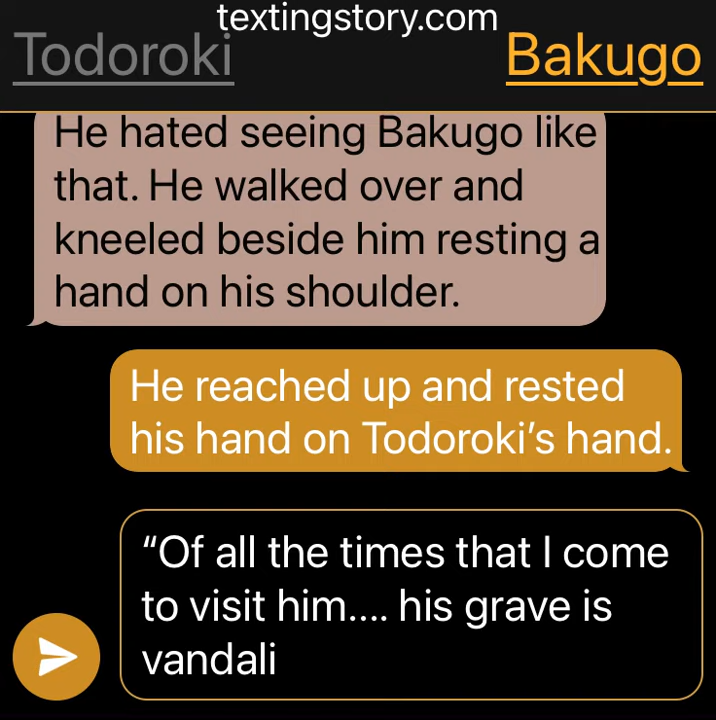 textingstory.com
Todoroki
Bakugo
He hated seeing Bakugo like
that. He walked over and
kneeled beside him resting a
hand on his shoulder.
He reached up and rested
his hand on Todoroki’s hand.
“Of all the times that I come
to visit him.... his grave is
vandali